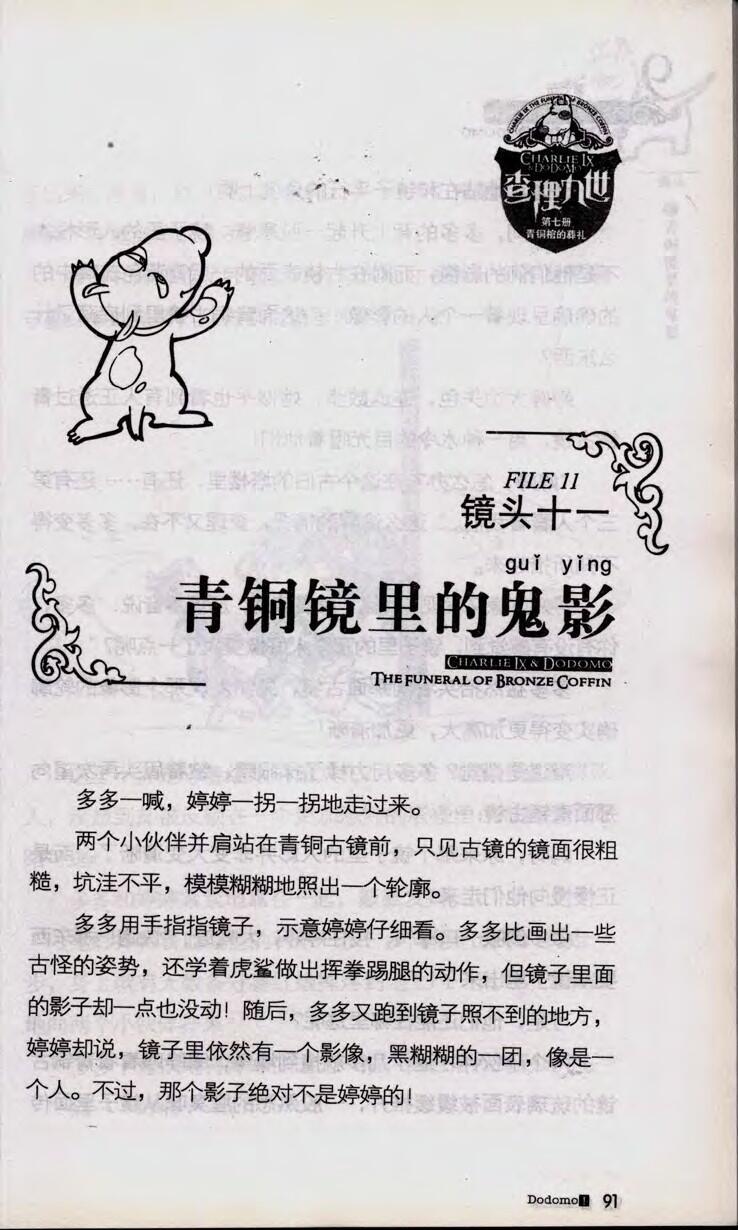 CHARLIE IX THE FUNERAL OF BRONZE COFFIN
CHARLIE IX
& DODOMO
查理九世
第七册
青铜棺的葬礼
FILE 11
镜头十一
guǐ yǐng
青铜镜里的鬼影
CHARLIE IX & DODOMO
THE FUNERAL OF BRONZE COFFIN
多多一喊，婷婷一拐一拐地走过来。
两个小伙伴并肩站在青铜古镜前，只见古镜的镜面很粗
糙，坑洼不平，模模糊糊地照出一个轮廓。
多多用手指指镜子，示意婷婷仔细看。多多比画出一些
古怪的姿势，还学着虎鲨做出挥拳踢腿的动作，但镜子里面
的影子却一点也没动！随后，多多又跑到镜子照不到的地方，
婷婷却说，镜子里依然有一个影像，黑糊糊的一团，像是一
个人。不过，那个影子绝对不是婷婷的！
Dodomo! 91